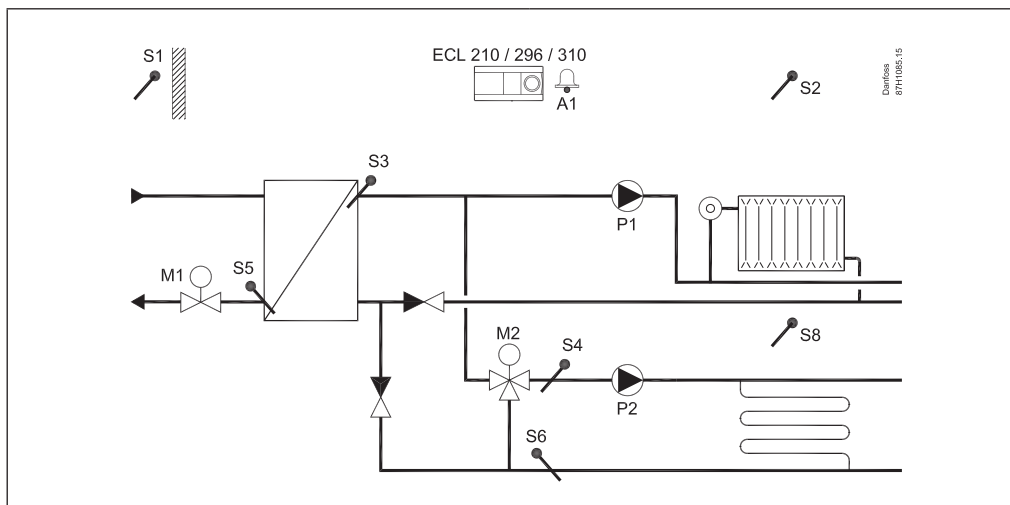 S1
ECL 210 / 296 / 310
A1
S2
Danfoss
87H1085.15
S3
P1
M1
S5
M2
S4
S8
P2
S6